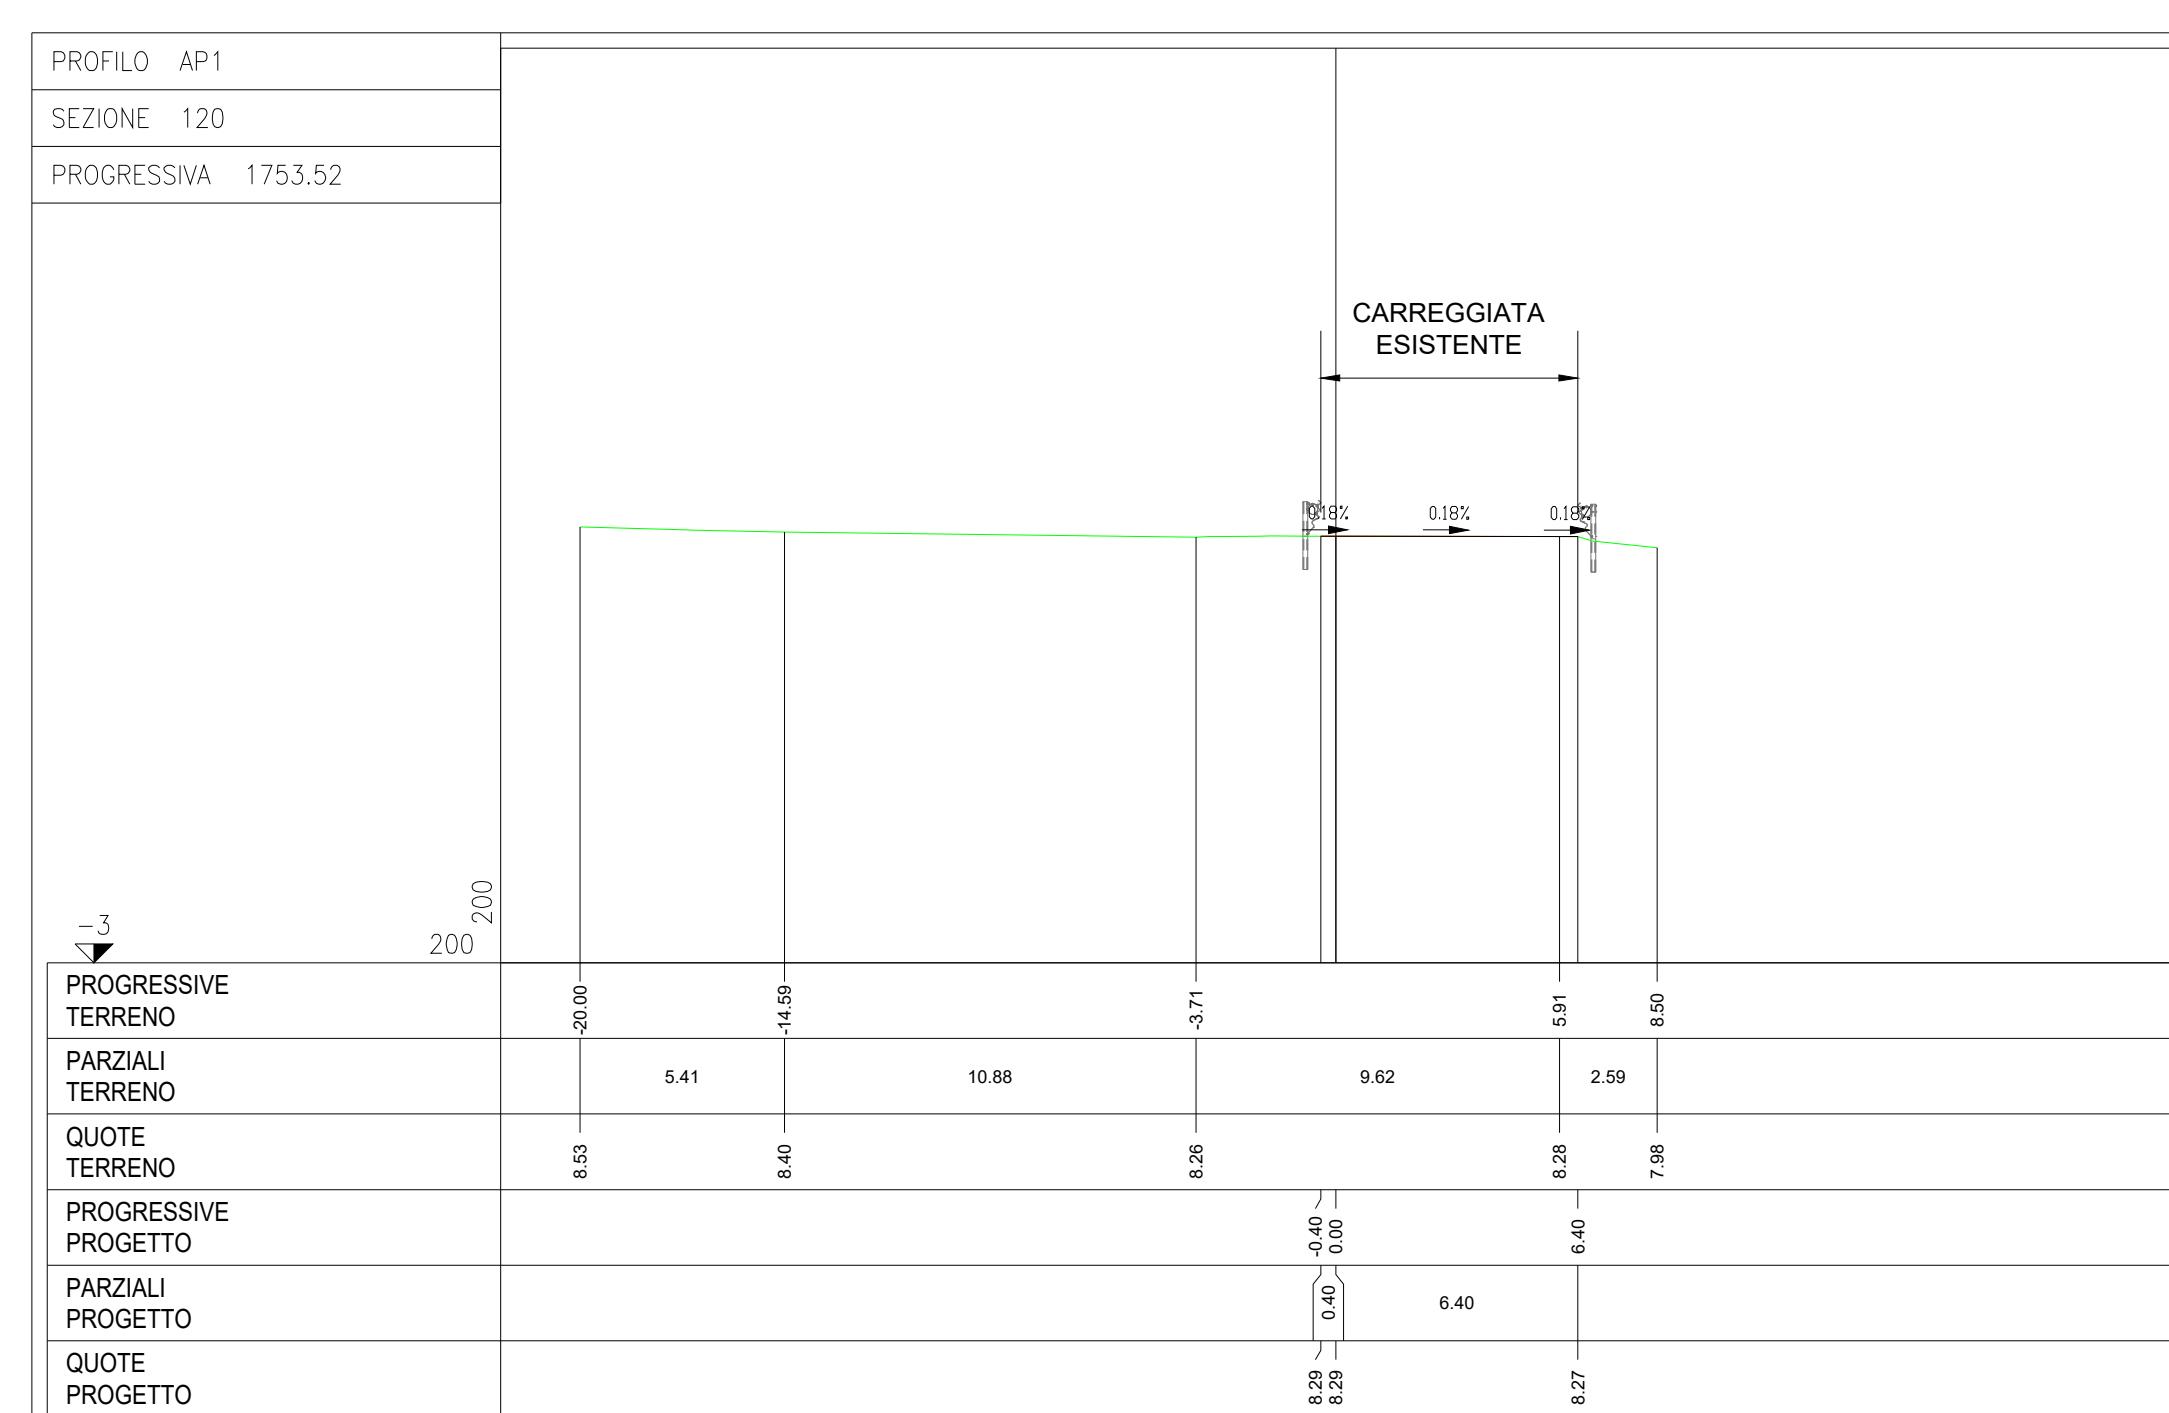 PROFILO AP1
SEZIONE 120
PROGRESSIVA 1753.52
CARREGGIATA
ESISTENTE
0.18% 0.18% 0.18%
200
-3
200
PROGRESSIVE
TERRENO
-20.00 -14.59 -3.71 5.91 8.50
PARZIALI
TERRENO
5.41 10.88 9.62 2.59
QUOTE
TERRENO
8.53 8.40 8.26 8.28 7.98
PROGRESSIVE
PROGETTO
-0.40 0.00 6.40
PARZIALI
PROGETTO
0.40 6.40
QUOTE
PROGETTO
8.29 8.29 8.27